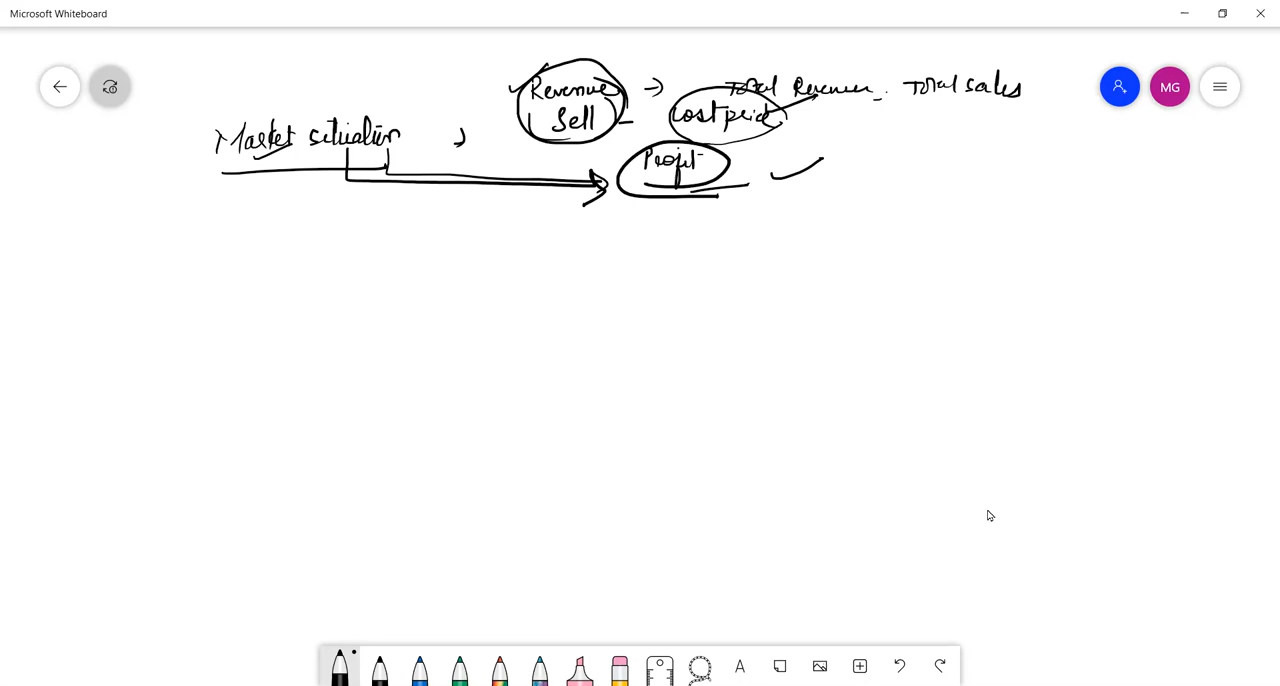 Microsoft Whiteboard
MG
Revenue → Total Revenue Total sales
Sell - Cost price
Market situation
Profit
A